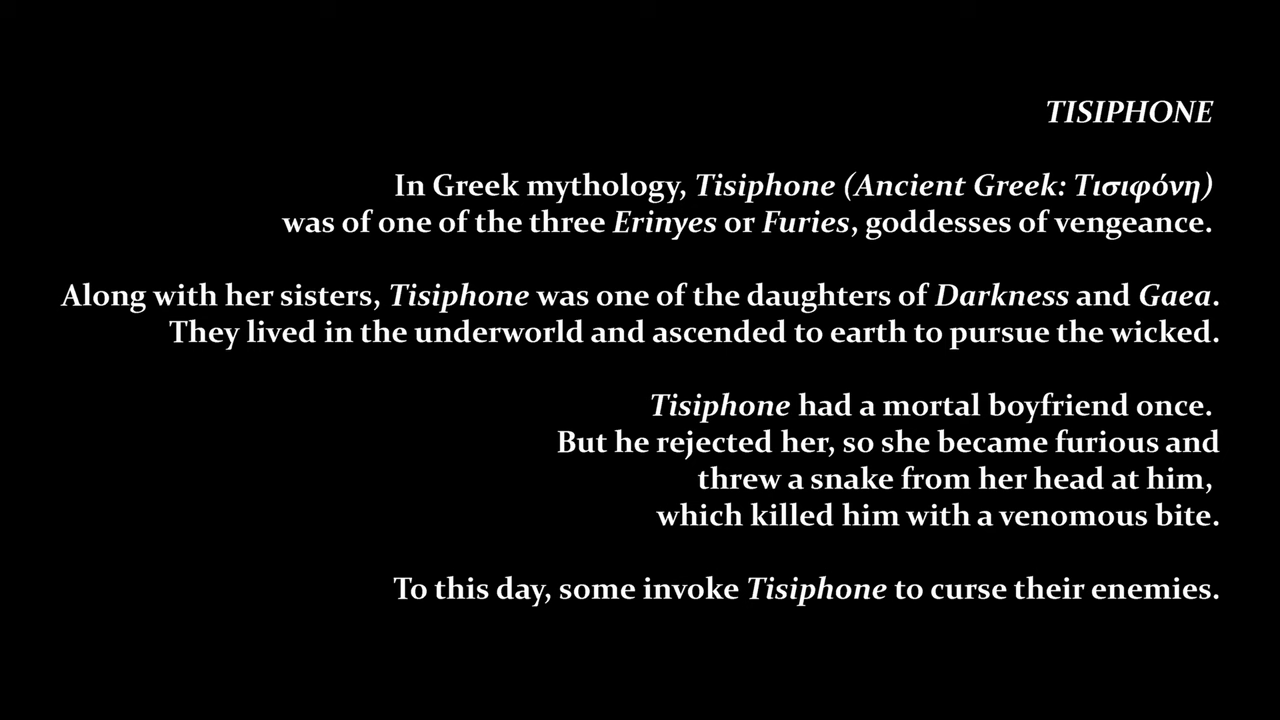 TISIPHONE
In Greek mythology, Tisiphone (Ancient Greek: Τισιφόνη)
was of one of the three Erinyes or Furies, goddesses of vengeance.
Along with her sisters, Tisiphone was one of the daughters of Darkness and Gaea.
They lived in the underworld and ascended to earth to pursue the wicked.
Tisiphone had a mortal boyfriend once.
But he rejected her, so she became furious and
threw a snake from her head at him,
which killed him with a venomous bite.
To this day, some invoke Tisiphone to curse their enemies.